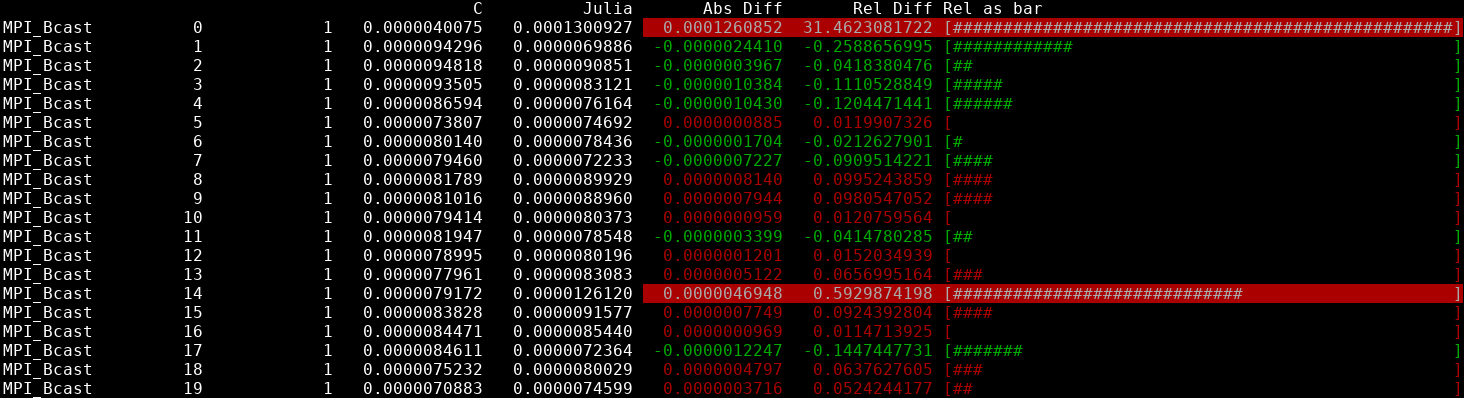 C Julia Abs Diff Rel Diff Rel as bar
MPI_Bcast 0 1 0.0000040075 0.0001300927 0.0001260852 31.4623081722 [##################################################]
MPI_Bcast 1 1 0.0000094296 0.0000069886 -0.0000024410 -0.2588656995 [############ ]
MPI_Bcast 2 1 0.0000094818 0.0000090851 -0.0000003967 -0.0418380476 [## ]
MPI_Bcast 3 1 0.0000093505 0.0000083121 -0.0000010384 -0.1110528849 [##### ]
MPI_Bcast 4 1 0.0000086594 0.0000076164 -0.0000010430 -0.1204471441 [###### ]
MPI_Bcast 5 1 0.0000073807 0.0000074692 0.0000000885 0.0119907326 [ ]
MPI_Bcast 6 1 0.0000080140 0.0000078436 -0.0000001704 -0.0212627901 [# ]
MPI_Bcast 7 1 0.0000079460 0.0000072233 -0.0000007227 -0.0909514221 [#### ]
MPI_Bcast 8 1 0.0000081789 0.0000089929 0.0000008140 0.0995243859 [#### ]
MPI_Bcast 9 1 0.0000081016 0.0000088960 0.0000007944 0.0980547052 [#### ]
MPI_Bcast 10 1 0.0000079414 0.0000080373 0.0000000959 0.0120759564 [ ]
MPI_Bcast 11 1 0.0000081947 0.0000078548 -0.0000003399 -0.0414780285 [## ]
MPI_Bcast 12 1 0.0000078995 0.0000080196 0.0000001201 0.0152034939 [ ]
MPI_Bcast 13 1 0.0000077961 0.0000083083 0.0000005122 0.0656995164 [### ]
MPI_Bcast 14 1 0.0000079172 0.0000126120 0.0000046948 0.5929874198 [############################# ]
MPI_Bcast 15 1 0.0000083828 0.0000091577 0.0000007749 0.0924392804 [#### ]
MPI_Bcast 16 1 0.0000084471 0.0000085440 0.0000000969 0.0114713925 [ ]
MPI_Bcast 17 1 0.0000084611 0.0000072364 -0.0000012247 -0.1447447731 [####### ]
MPI_Bcast 18 1 0.0000075232 0.0000080029 0.0000004797 0.0637627605 [### ]
MPI_Bcast 19 1 0.0000070883 0.0000074599 0.0000003716 0.0524244177 [## ]